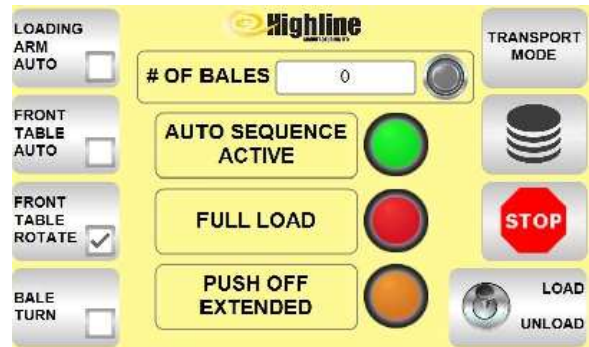 LOADING
ARM
AUTO
Highline
TRANSPORT
MODE
# OF BALES 0
FRONT
TABLE
AUTO
AUTO SEQUENCE
ACTIVE
FRONT
TABLE
ROTATE
FULL LOAD
STOP
BALE
TURN
PUSH OFF
EXTENDED
LOAD
UNLOAD